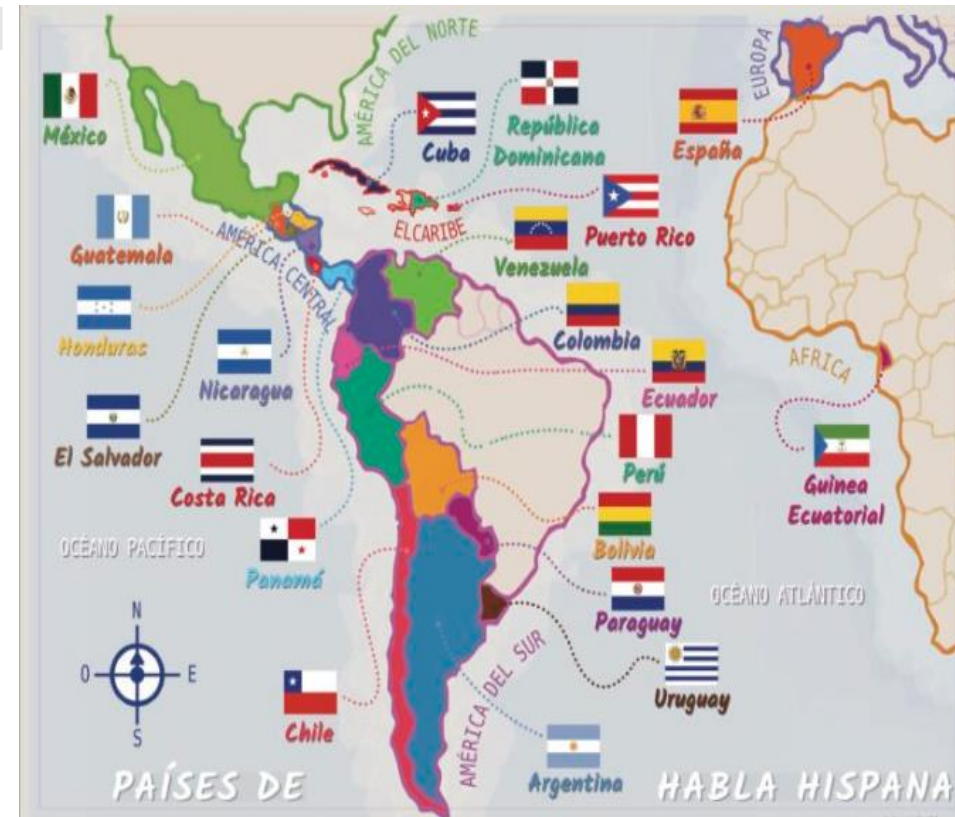 AMÉRICA DEL NORTE
EUROPA
México
Cuba
República
Dominicana
España
Guatemala
AMÉRICA CENTRAL
EL CARIBE
Puerto Rico
Venezuela
Honduras
Colombia
Nicaragua
AFRICA
Ecuador
El Salvador
Costa Rica
Perú
Guinea
Ecuatorial
OCÉANO PACÍFICO
Panamá
Bolivia
OCÉANO ATLÁNTICO
Paraguay
N
O
E
S
AMÉRICA DEL SUR
Uruguay
Chile
Argentina
PAÍSES DE
HABLA HISPANA